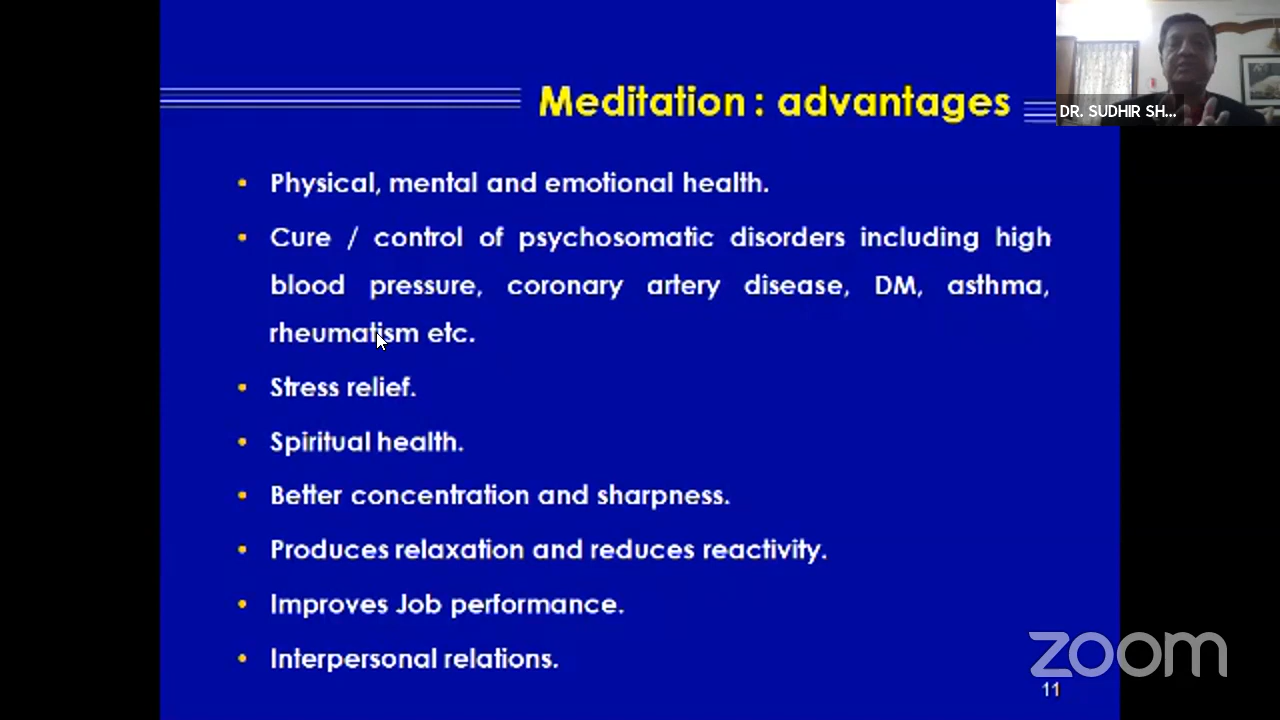 Meditation : advantages
DR. SUDHIR SH...
• Physical, mental and emotional health.
• Cure / control of psychosomatic disorders including high
blood pressure, coronary artery disease, DM, asthma,
rheumatism etc.
• Stress relief.
• Spiritual health.
• Better concentration and sharpness.
• Produces relaxation and reduces reactivity.
• Improves Job performance.
• Interpersonal relations.
zoom
11